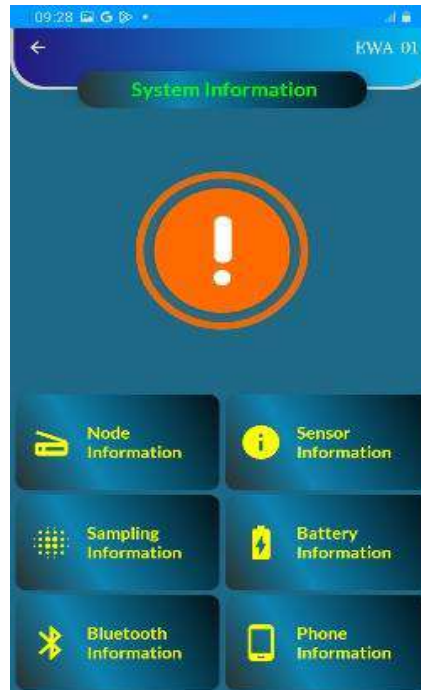 09:28
EWA 01
System Information
Node
Information
Sensor
Information
Sampling
Information
Battery
Information
Bluetooth
Information
Phone
Information